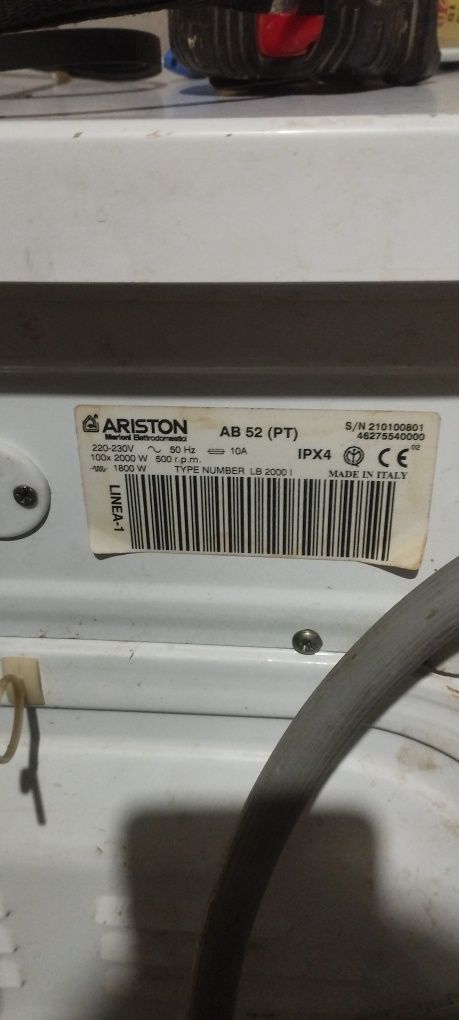 ARISTON
Merloni Elettrodomestici
AB 52 (PT)
S/N 210100801
46275540000
220-230V ~ 50 Hz 10A
100x 2000 W 500 r.p.m.
IPX4 CE 02
1800 W TYPE NUMBER LB 2000 I
MADE IN ITALY
LINEA-1